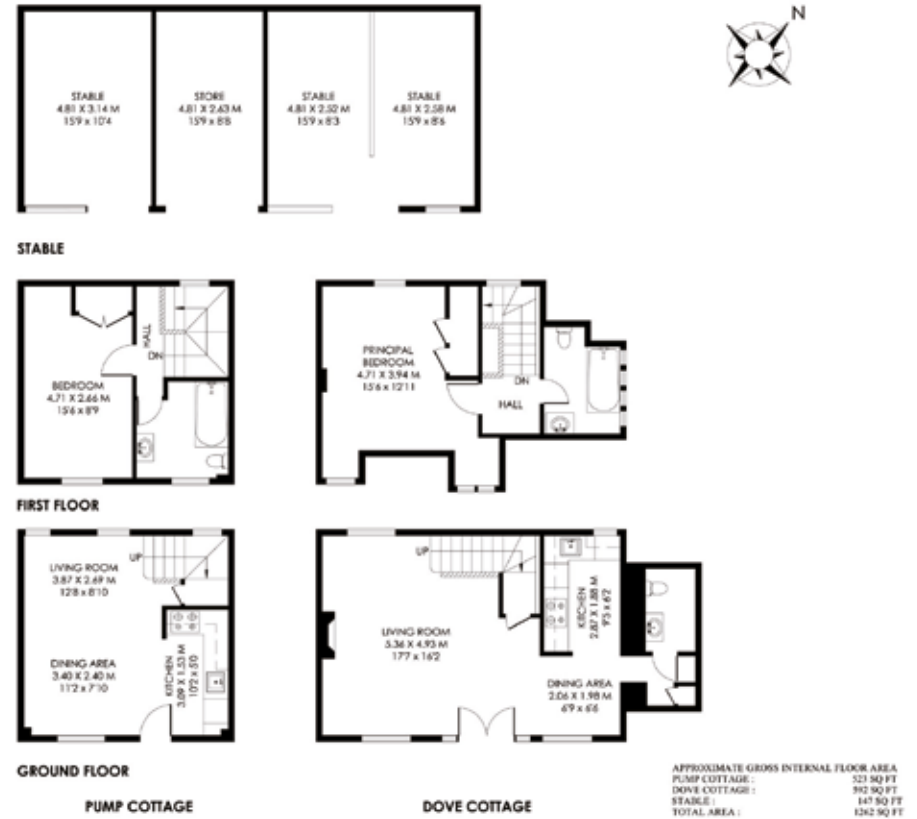 N
STABLE
4.81 X 3.14 M
15'9 x 10'4
STORE
4.81 X 2.63 M
15'9 x 8'8
STABLE
4.81 X 2.52 M
15'9 x 8'3
STABLE
4.81 X 2.58 M
15'9 x 8'6
STABLE
BEDROOM
4.71 X 2.66 M
15'6 x 8'9
HALL
DN
PRINCIPAL
BEDROOM
4.71 X 3.94 M
15'6 x 12'11
DN
HALL
FIRST FLOOR
LIVING ROOM
3.87 X 2.69 M
12'8 x 8'10
UP
DINING AREA
3.40 X 2.40 M
11'2 x 7'10
KITCHEN
3.09 X 1.53 M
10'2 x 5'0
UP
LIVING ROOM
5.36 X 4.93 M
17'7 x 16'2
KITCHEN
2.87 X 1.88 M
9'5 x 6'2
DINING AREA
2.06 X 1.98 M
6'9 x 6'6
GROUND FLOOR
PUMP COTTAGE
DOVE COTTAGE
APPROXIMATE GROSS INTERNAL FLOOR AREA
PUMP COTTAGE : 523 SQ FT
DOVE COTTAGE : 592 SQ FT
STABLE : 147 SQ FT
TOTAL AREA : 1262 SQ FT